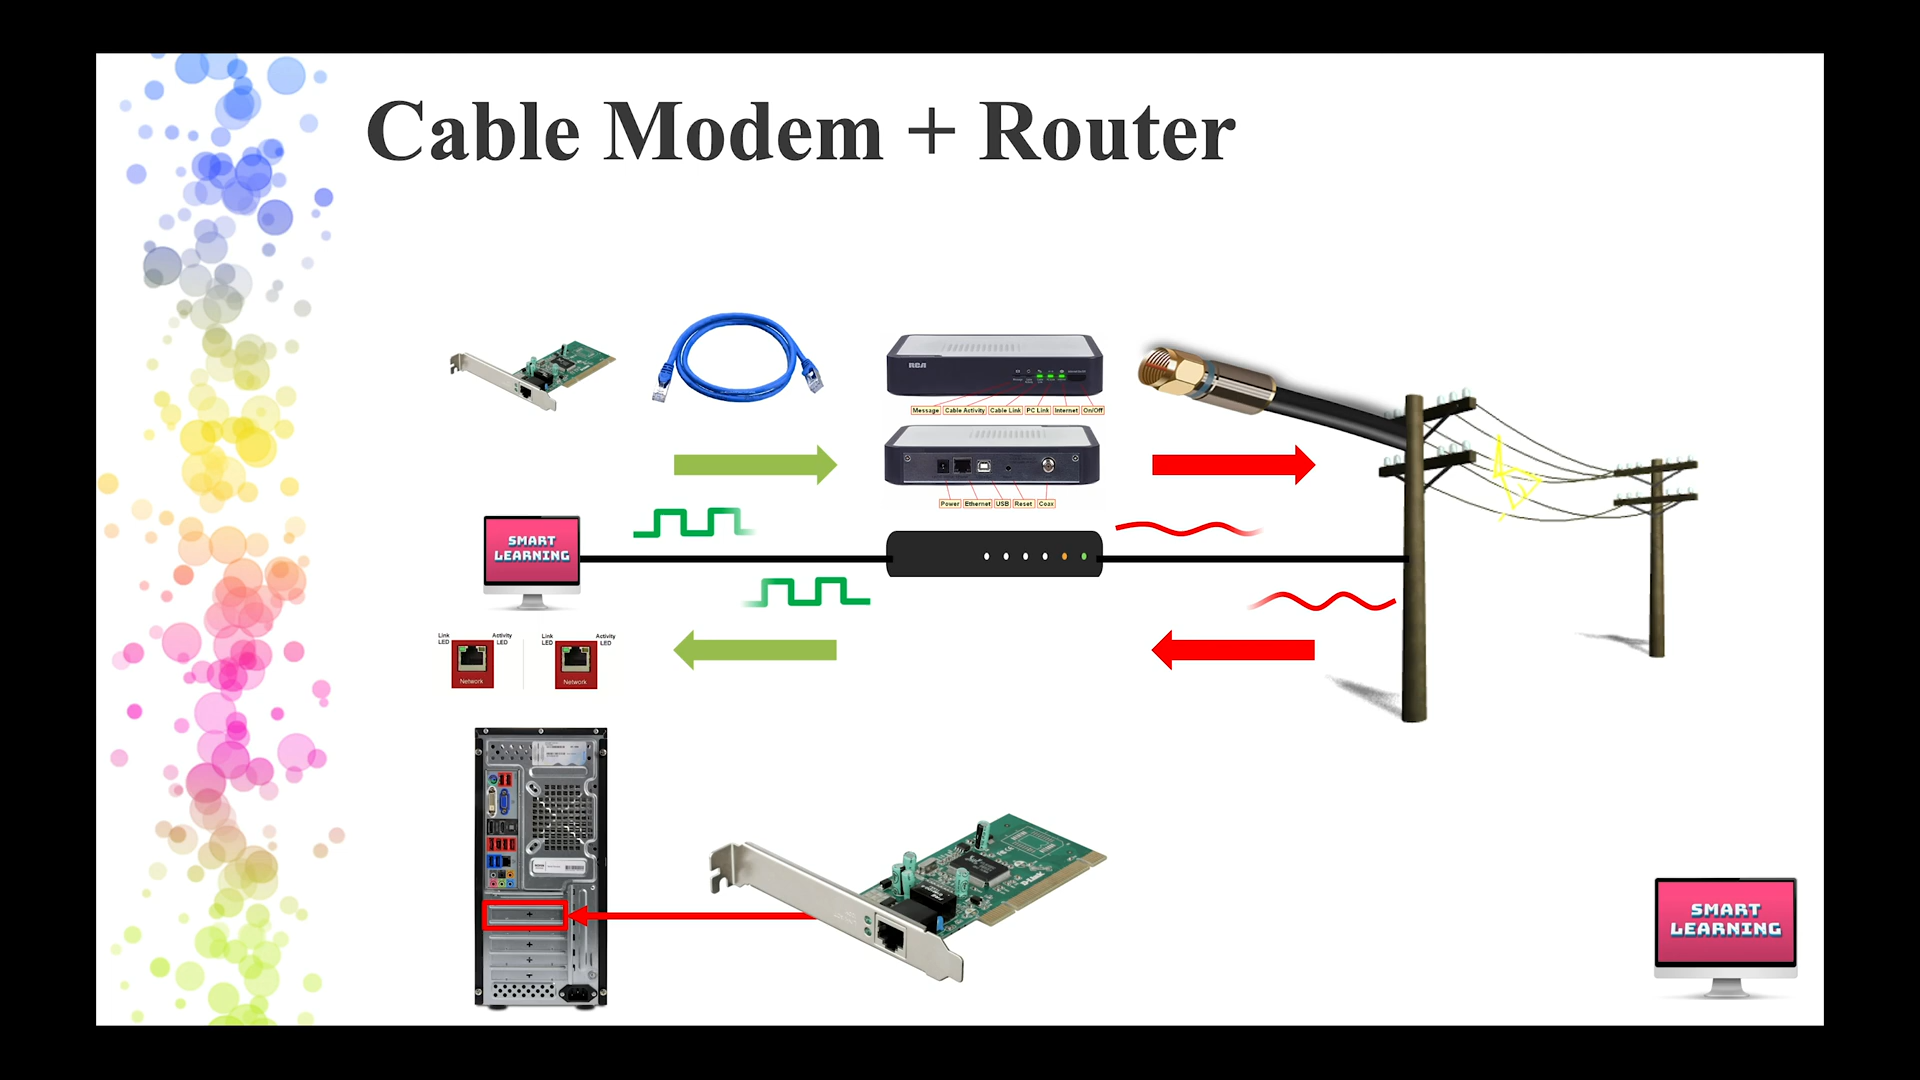 Cable Modem + Router
RCA
Message Cable Activity Cable Link PC Link Internet On/Off
Power Ethernet USB Reset Coax
SMART
LEARNING
Link
LED
Activity
LED
Network
Link
LED
Activity
LED
Network
D-Link
SMART
LEARNING